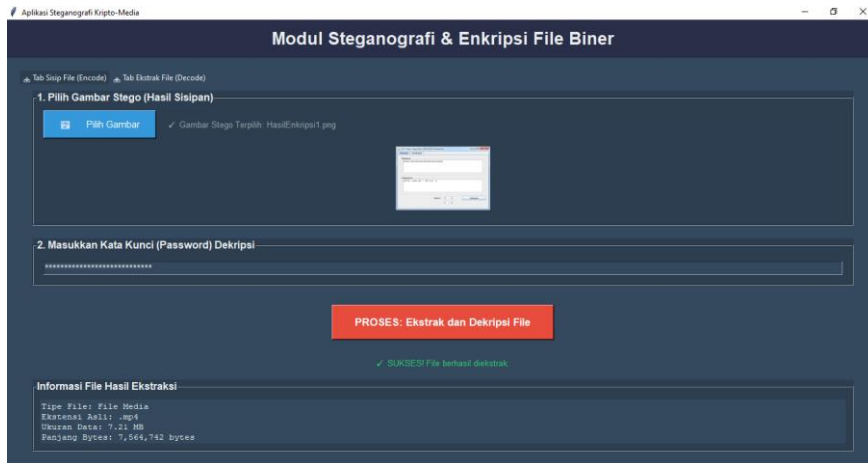 Aplikasi Steganografi Kripto-Media
Modul Steganografi & Enkripsi File Biner
Tab Sisip File (Encode) Tab Ekstrak File (Decode)
1. Pilih Gambar Stego (Hasil Sisipan)
Pilih Gambar ✓ Gambar Stego Terpilih: HasilEnkripsi1.png
2. Masukkan Kata Kunci (Password) Dekripsi
****************************
PROSES: Ekstrak dan Dekripsi File
✓ SUKSES! File berhasil diekstrak.
Informasi File Hasil Ekstraksi
Tipe File: File Media
Ekstensi Asli: .mp4
Ukuran Data: 7.21 MB
Panjang Bytes: 7,564,742 bytes